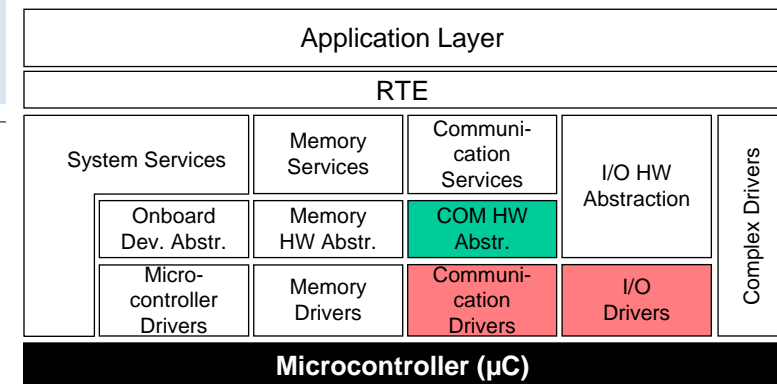 Application Layer
RTE
System Services
Memory
Services
Communi-
cation
Services
I/O HW
Abstraction
Complex Drivers
Onboard
Dev. Abstr.
Memory
HW Abstr.
COM HW
Abstr.
Micro-
controller
Drivers
Memory
Drivers
Communi-
cation
Drivers
I/O
Drivers
Microcontroller (µC)